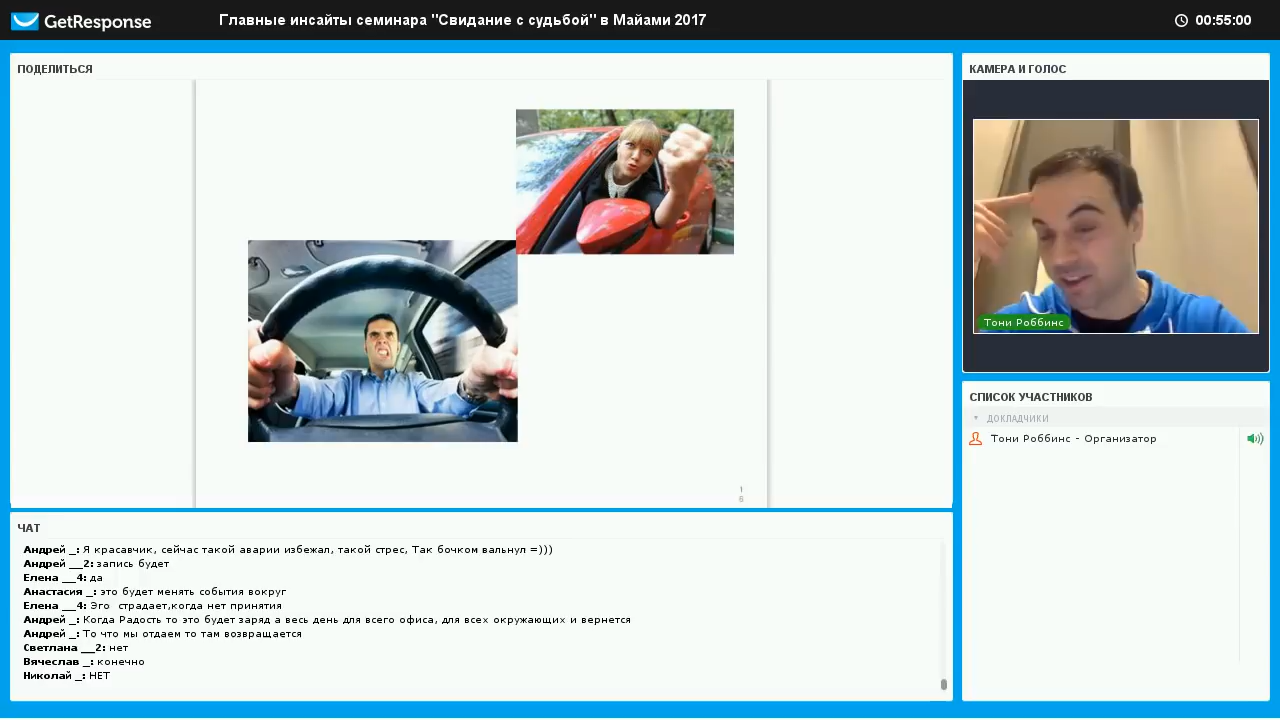 GetResponse
Главные инсайты семинара "Свидание с судьбой" в Майами 2017
00:55:00
ПОДЕЛИТЬСЯ
КАМЕРА И ГОЛОС
Тони Роббинс
СПИСОК УЧАСТНИКОВ
ДОКЛАДЧИКИ
Тони Роббинс - Организатор
ЧАТ
Андрей _: Я красавчик, сейчас такой аварии избежал, такой стрес, Так бочком вальнул =)))
Андрей __2: запись будет
Елена __4: да
Анастасия _: это будет менять события вокруг
Елена __4: Эго страдает,когда нет принятия
Андрей _: Когда Радость то это будет заряд а весь день для всего офиса, для всех окружающих и вернется
Андрей _: То что мы отдаем то там возвращается
Светлана __2: нет
Вячеслав _: конечно
Николай _: НЕТ